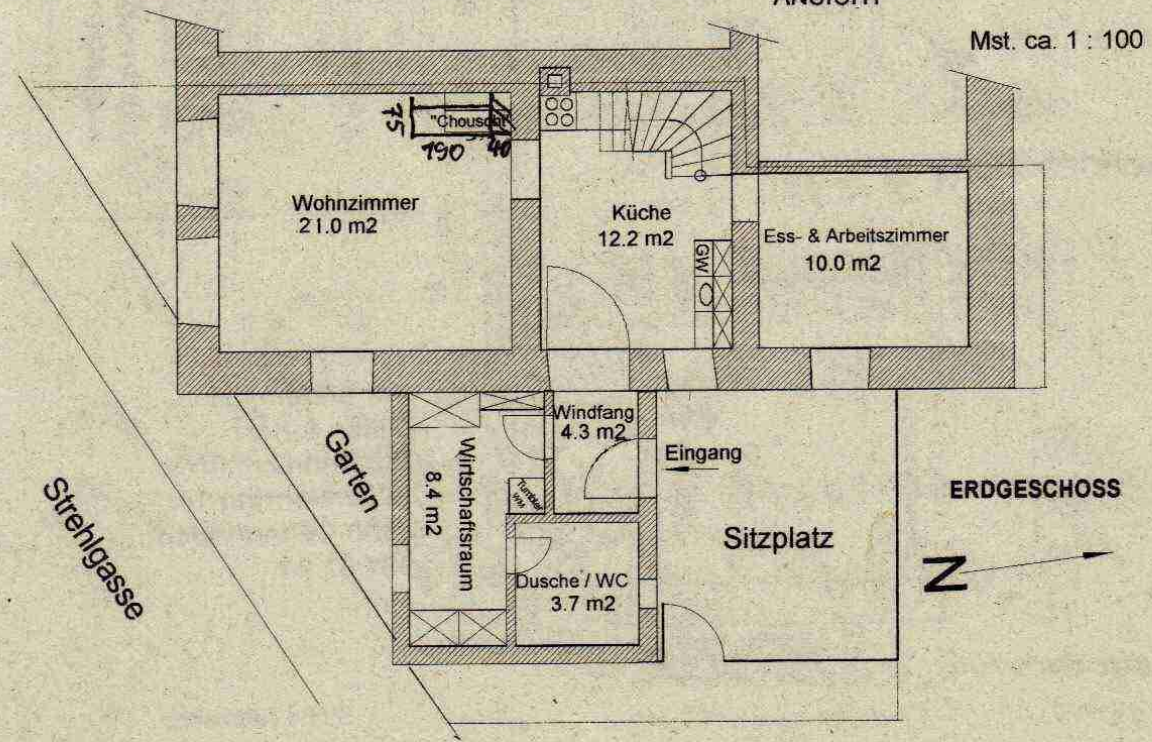 Mst. ca. 1 : 100
75
"Chouscht"
190
40
Wohnzimmer
21.0 m2
Küche
12.2 m2
GW
Ess- & Arbeitszimmer
10.0 m2
Windfang
4.3 m2
Eingang
Wirtschaftsraum
8.4 m2
Tumbler
WM
Dusche / WC
3.7 m2
Garten
Strehlgasse
Sitzplatz
ERDGESCHOSS
N